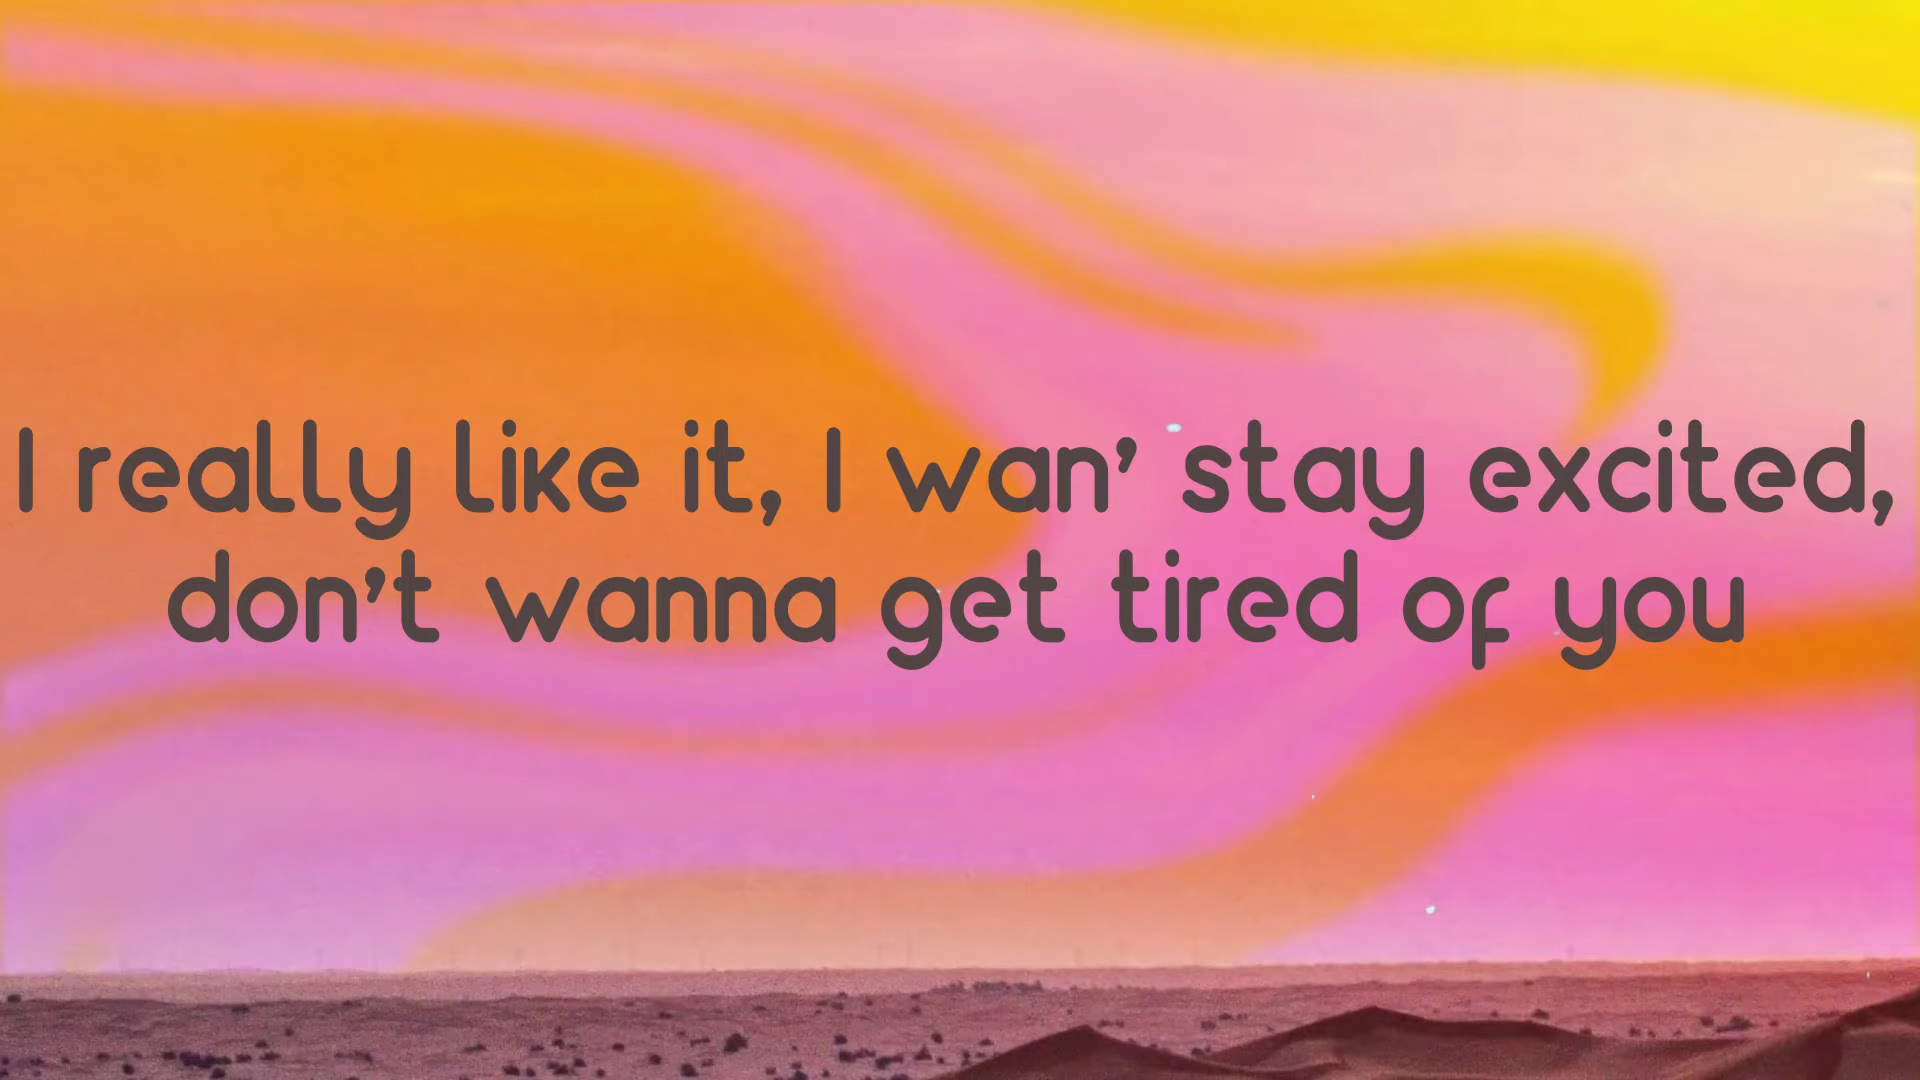 I really like it, I wan' stay excited,
don't wanna get tired of you